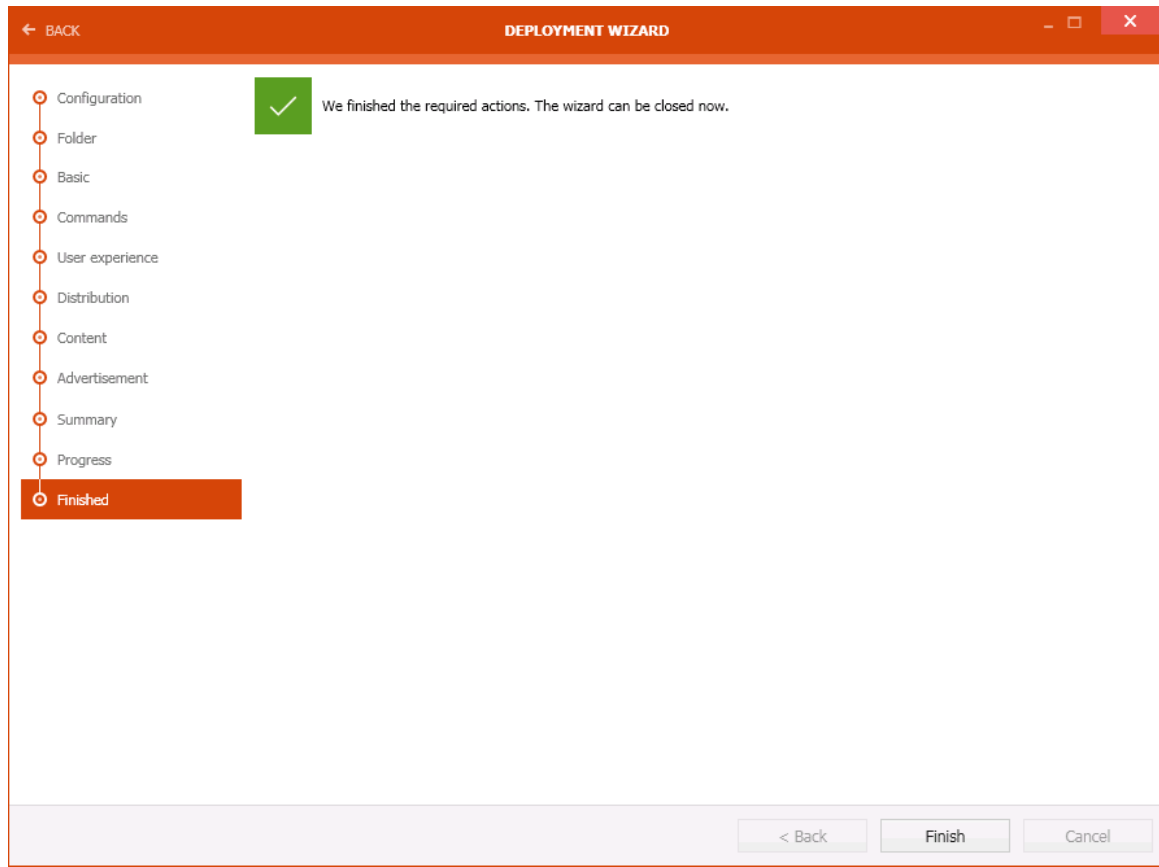 BACK
DEPLOYMENT WIZARD
Configuration
We finished the required actions. The wizard can be closed now.
Folder
Basic
Commands
User experience
Distribution
Content
Advertisement
Summary
Progress
Finished
< Back
Finish
Cancel